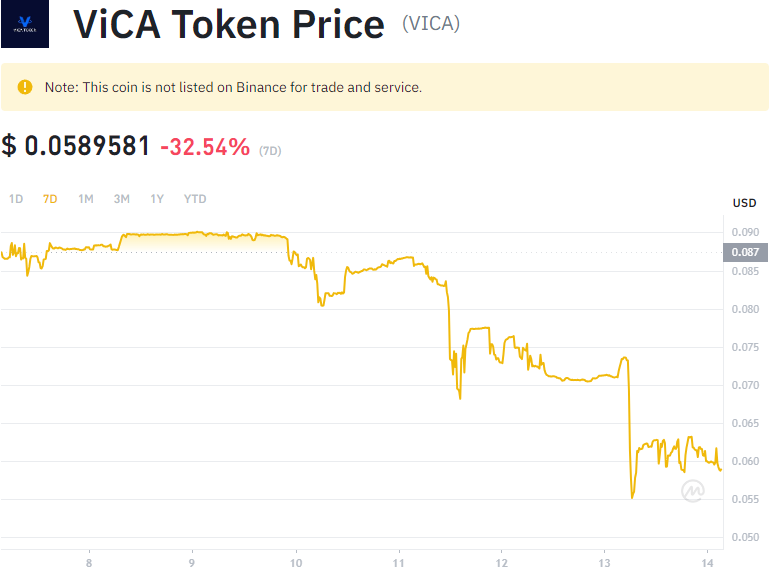 ViCA Token Price (VICA)
VICA TOKEN
Note: This coin is not listed on Binance for trade and service.
$ 0.0589581 -32.54% (7D)
1D 7D 1M 3M 1Y YTD
USD
0.090
0.087
0.085
0.080
0.075
0.070
0.065
0.060
0.055
0.050
8 9 10 11 12 13 14